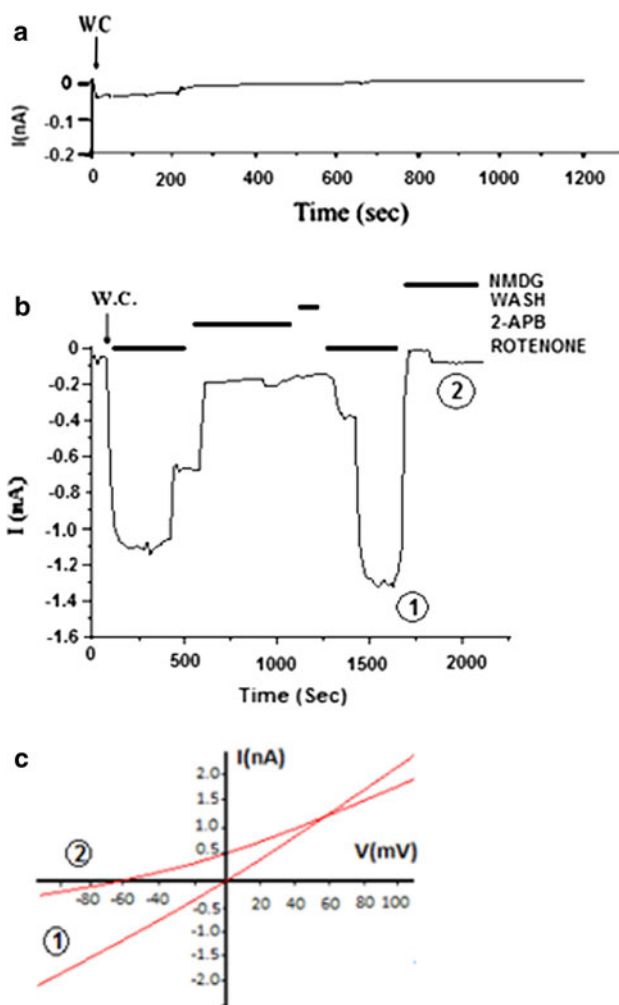 a
W.C
0
-0.1
-0.2
I(nA)
0 200 400 600 800 1000 1200
Time (sec)
b
W.C.
NMDG
WASH
2-APB
ROTENONE
0
-0.2
-0.4
-0.6
-0.8
-1.0
-1.2
-1.4
-1.6
I (nA)
2
1
0 500 1000 1500 2000
Time (Sec)
c
I(nA)
2.0
1.5
1.0
0.5
V(mV)
2
-80 -60 -40 20 40 60 80 100
-0.5
-1.0
-1.5
-2.0
1